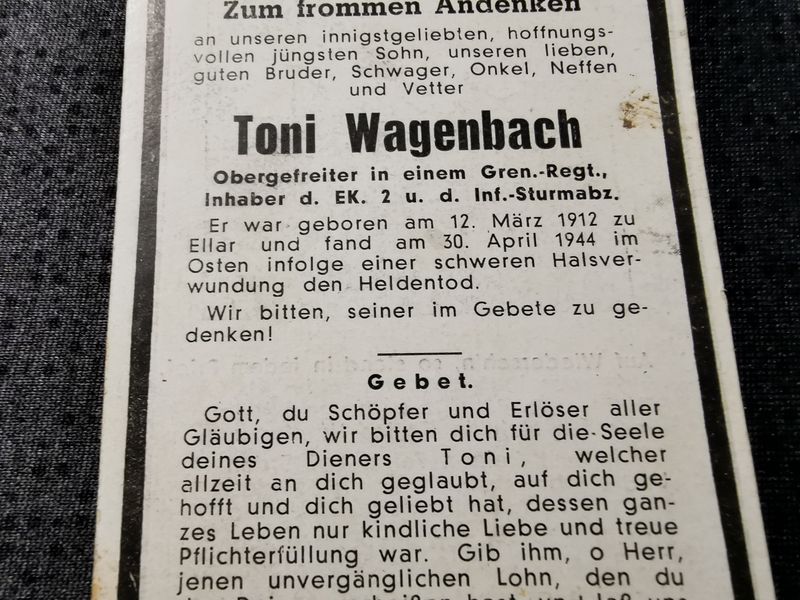 Zum frommen Andenken
an unseren innigstgeliebten, hoffnungs-
vollen jüngsten Sohn, unseren lieben,
guten Bruder, Schwager, Onkel, Neffen
und Vetter
Toni Wagenbach
Obergefreiter in einem Gren.-Regt.,
Inhaber d. EK. 2 u. d. Inf.-Sturmabz.
Er war geboren am 12. März 1912 zu
Ellar und fand am 30. April 1944 im
Osten infolge einer schweren Halsver-
wundung den Heldentod.
Wir bitten, seiner im Gebete zu ge-
denken!
Gebet.
Gott, du Schöpfer und Erlöser aller
Gläubigen, wir bitten dich für die Seele
deines Dieners Toni, welcher
allzeit an dich geglaubt, auf dich ge-
hofft und dich geliebt hat, dessen gan-
zes Leben nur kindliche Liebe und treue
Pflichterfüllung war. Gib ihm, o Herr,
jenen unvergänglichen Lohn, den du